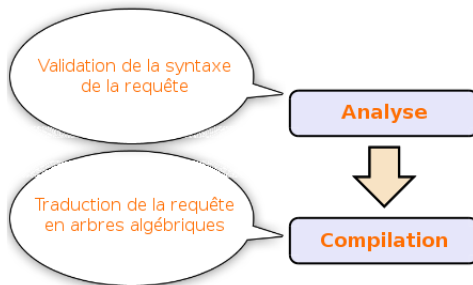 Validation de la syntaxe
de la requête
Analyse
Traduction de la requête
en arbres algébriques
Compilation